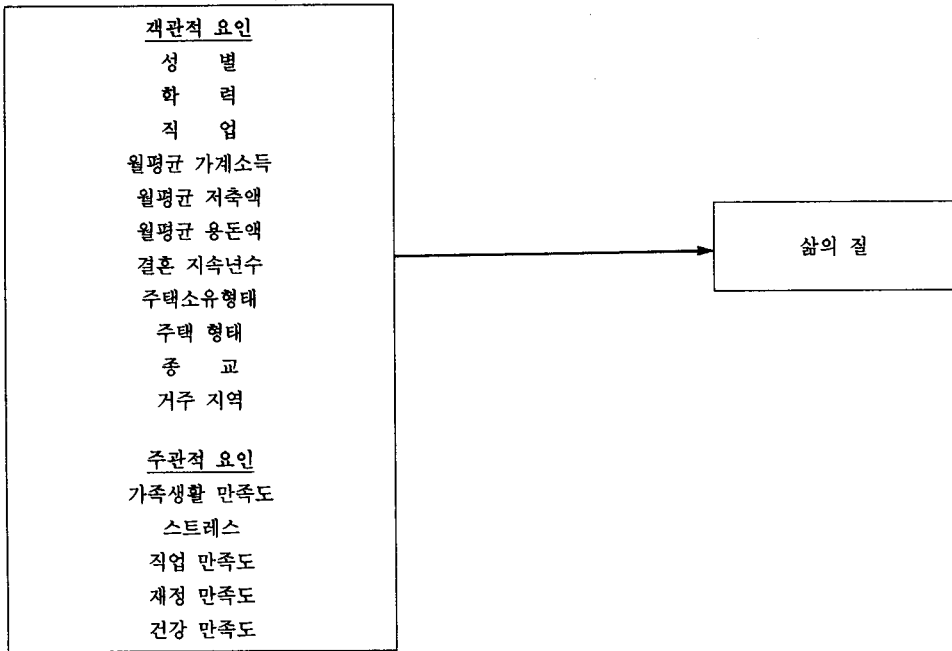 객관적 요인
성 별
학 력
직 업
월평균 가계소득
월평균 저축액
월평균 용돈액
결혼 지속년수
주택소유형태
주택 형태
종 교
거주 지역
주관적 요인
가족생활 만족도
스트레스
직업 만족도
재정 만족도
건강 만족도
삶의 질